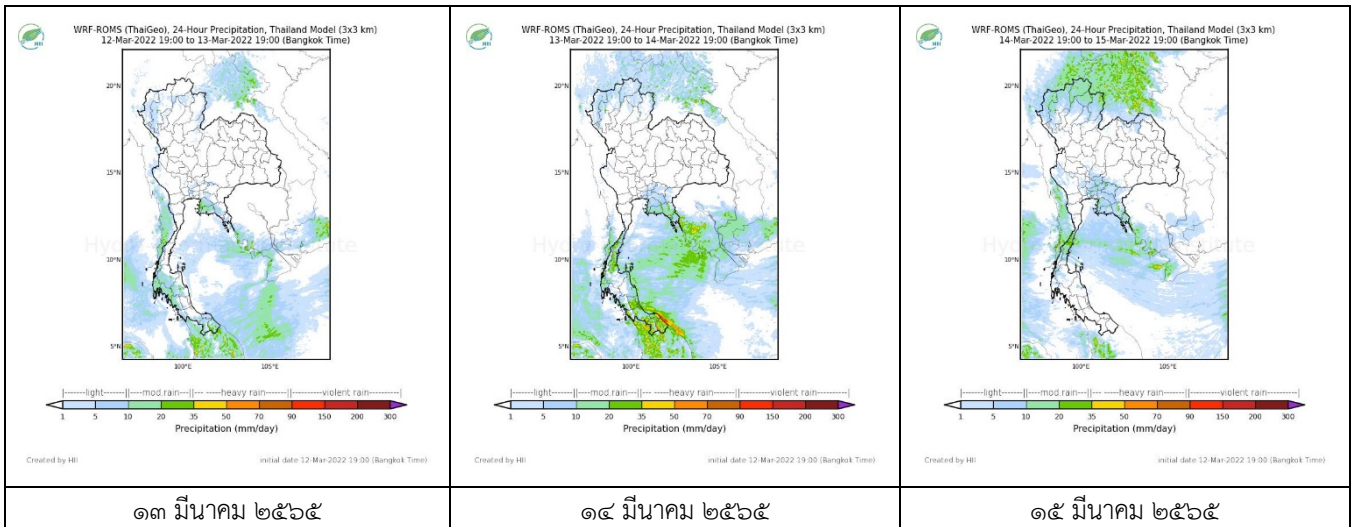 HII
WRF-ROMS (ThaiGeo), 24-Hour Precipitation, Thailand Model (3x3 km)
12-Mar-2022 19:00 to 13-Mar-2022 19:00 (Bangkok Time)
20°N
15°N
10°N
5°N
100°E 105°E
|-------light-------||----mod.rain---||--- -----heavy rain---||----------violent rain---------|
1 5 10 20 35 50 70 90 150 200 300
Precipitation (mm/day)
Created by HII initial date 12-Mar-2022 19:00 (Bangkok Time)
๑๓ มีนาคม ๒๕๖๕
HII
WRF-ROMS (ThaiGeo), 24-Hour Precipitation, Thailand Model (3x3 km)
13-Mar-2022 19:00 to 14-Mar-2022 19:00 (Bangkok Time)
20°N
15°N
10°N
5°N
100°E 105°E
|-------light-------||----mod.rain---||--- -----heavy rain---||----------violent rain---------|
1 5 10 20 35 50 70 90 150 200 300
Precipitation (mm/day)
Created by HII initial date 12-Mar-2022 19:00 (Bangkok Time)
๑๔ มีนาคม ๒๕๖๕
HII
WRF-ROMS (ThaiGeo), 24-Hour Precipitation, Thailand Model (3x3 km)
14-Mar-2022 19:00 to 15-Mar-2022 19:00 (Bangkok Time)
20°N
15°N
10°N
5°N
100°E 105°E
|-------light-------||----mod.rain---||--- -----heavy rain---||----------violent rain---------|
1 5 10 20 35 50 70 90 150 200 300
Precipitation (mm/day)
Created by HII initial date 12-Mar-2022 19:00 (Bangkok Time)
๑๕ มีนาคม ๒๕๖๕